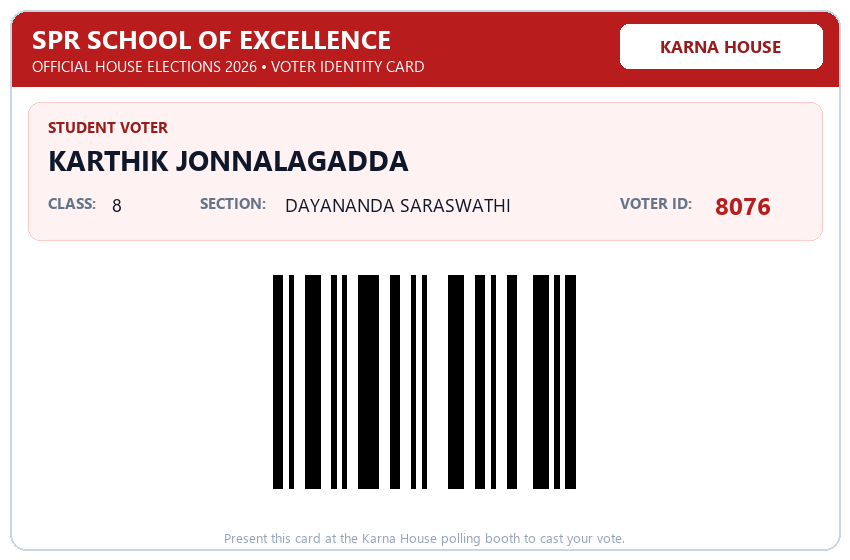 SPR SCHOOL OF EXCELLENCE
OFFICIAL HOUSE ELECTIONS 2026 • VOTER IDENTITY CARD
KARNA HOUSE
STUDENT VOTER
KARTHIK JONNALAGADDA
CLASS: 8 SECTION: DAYANANDA SARASWATHI VOTER ID: 8076
Present this card at the Karna House polling booth to cast your vote.